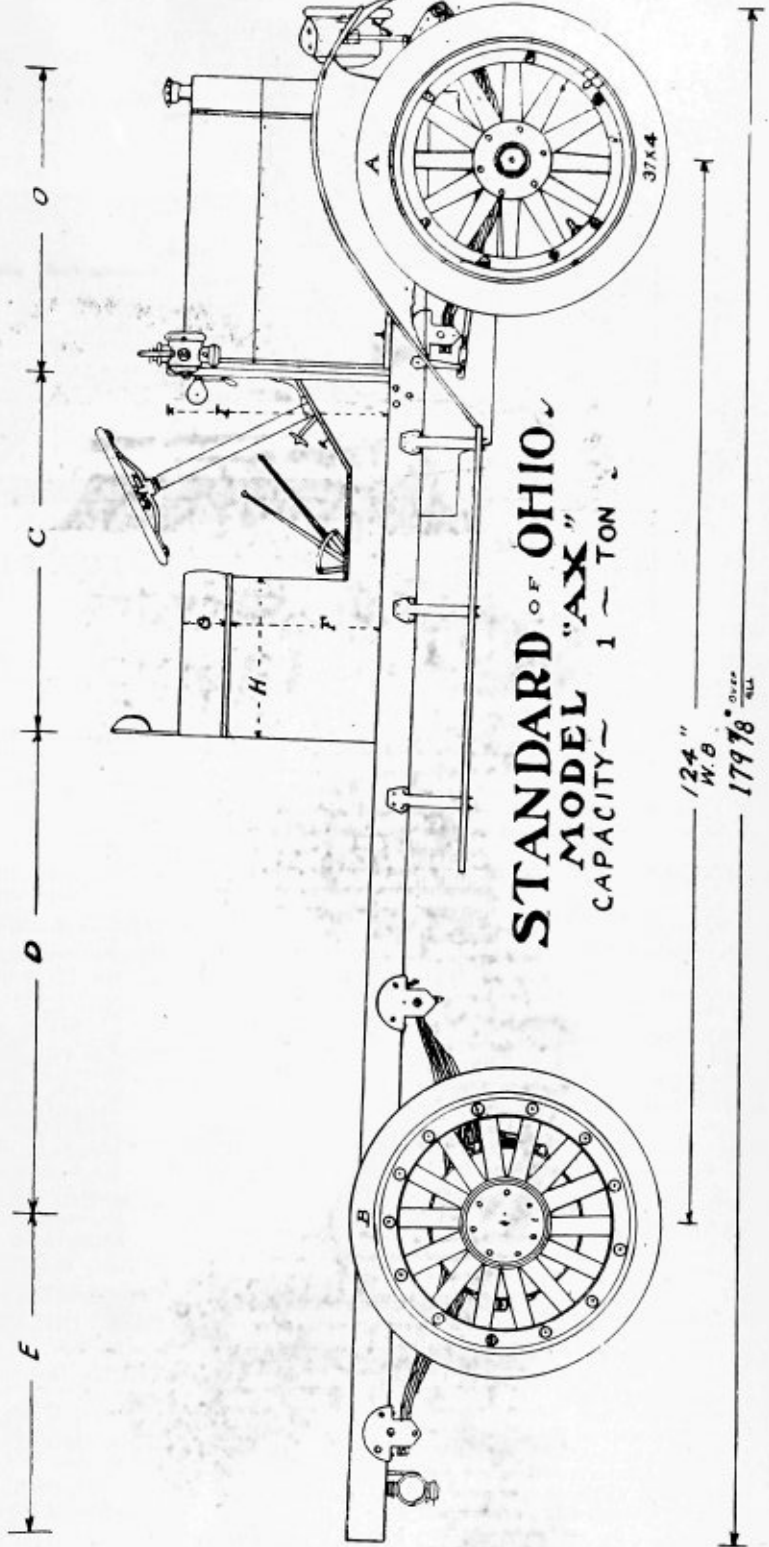 E D C O
H F
B A
37X4
STANDARD OF OHIO
MODEL "AX"
CAPACITY~ 1 ~ TON
124"
W.B
179 7/8" OVER
ALL